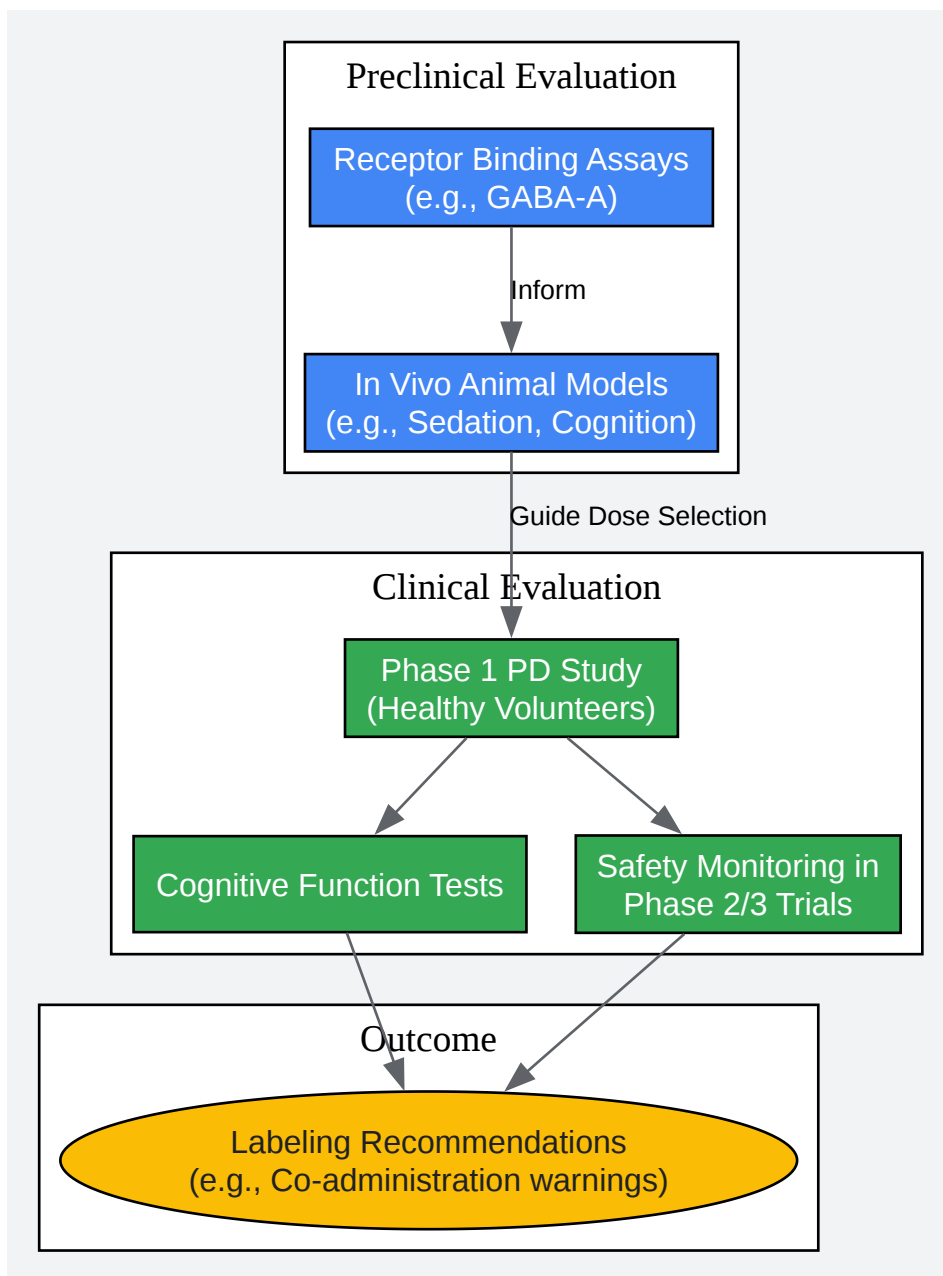 Preclinical Evaluation
Receptor Binding Assays
(e.g., GABA-A)
Inform
In Vivo Animal Models
(e.g., Sedation, Cognition)
Guide Dose Selection
Clinical Evaluation
Phase 1 PD Study
(Healthy Volunteers)
Cognitive Function Tests
Safety Monitoring in
Phase 2/3 Trials
Outcome
Labeling Recommendations
(e.g., Co-administration warnings)